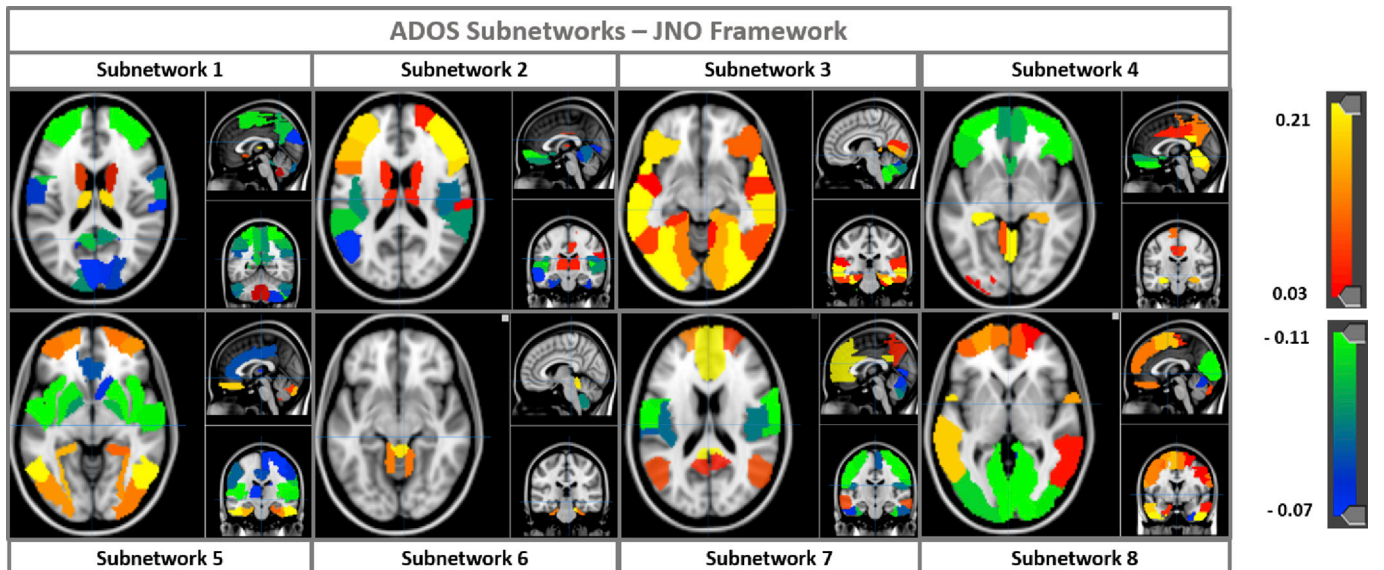 ADOS Subnetworks – JNO Framework
Subnetwork 1
Subnetwork 2
Subnetwork 3
Subnetwork 4
0.21
0.03
- 0.11
- 0.07
Subnetwork 5
Subnetwork 6
Subnetwork 7
Subnetwork 8